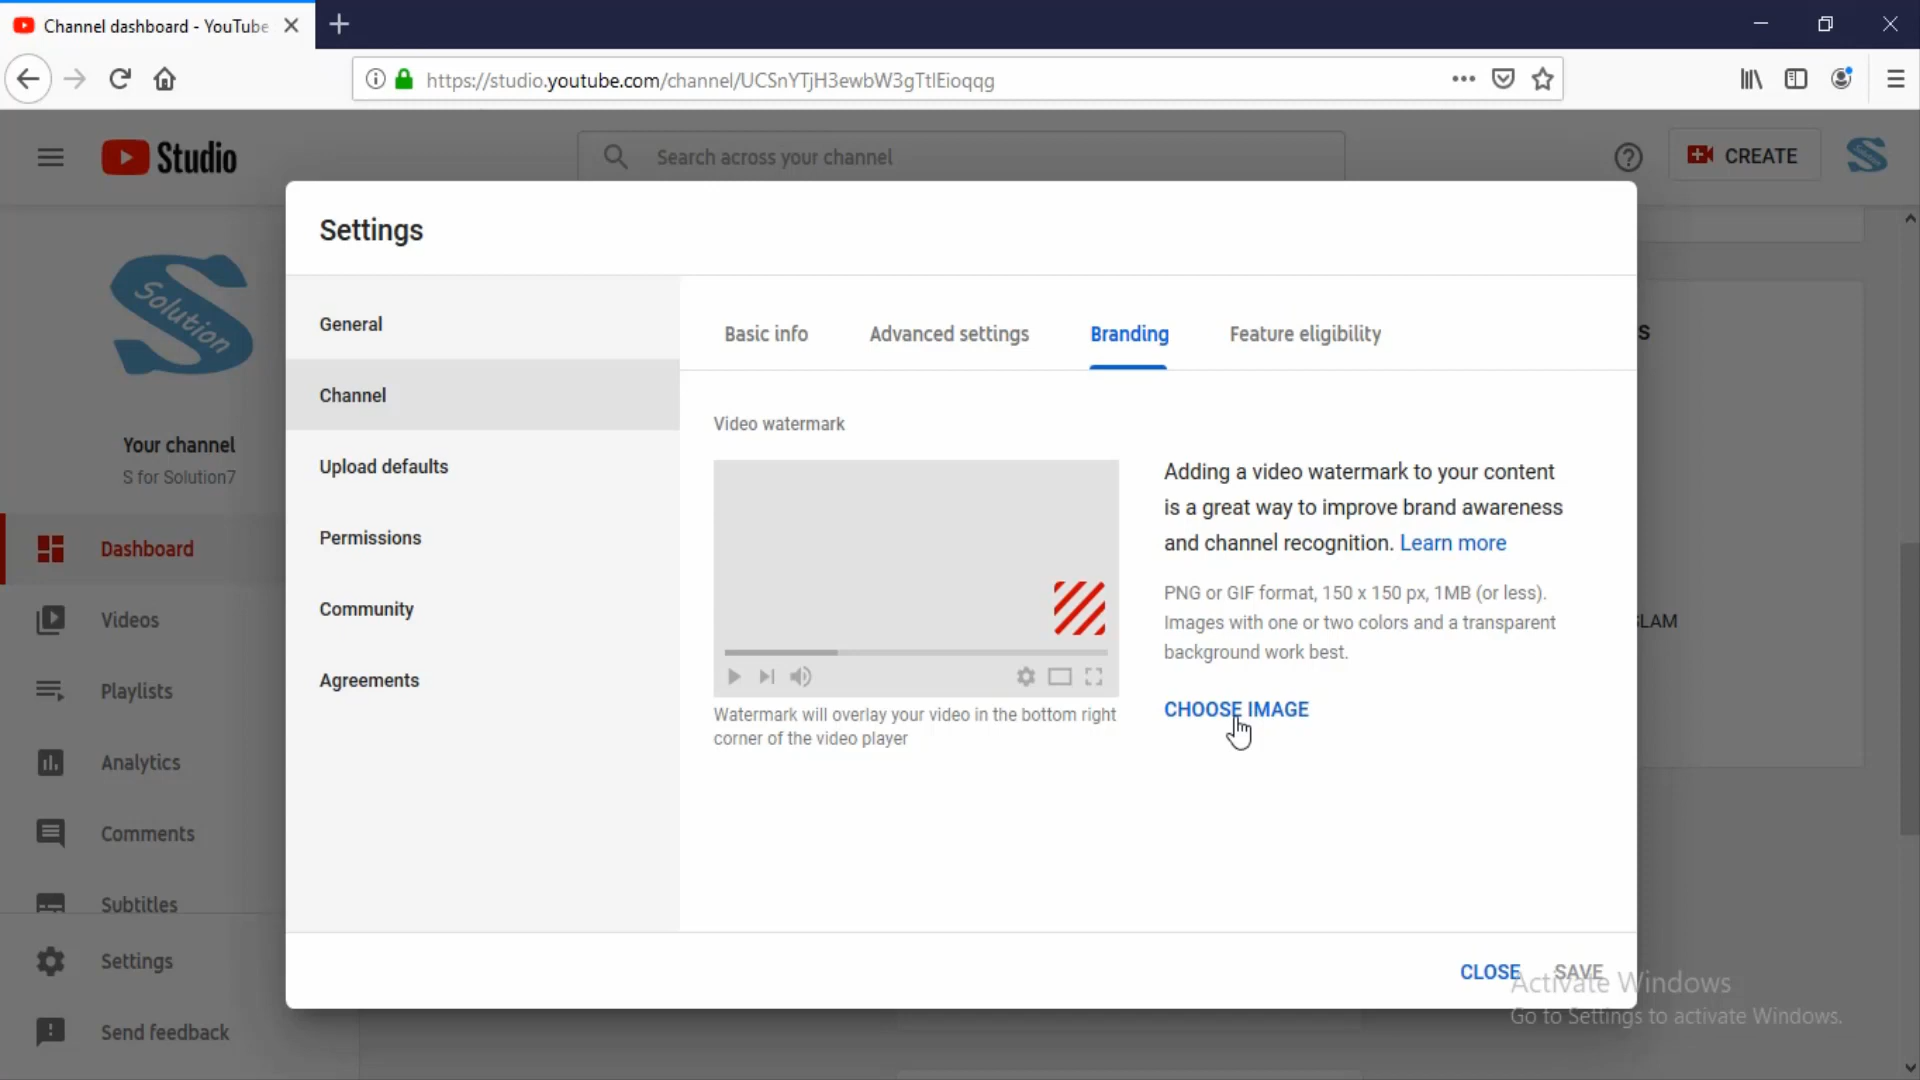 Channel dashboard - YouTube
https://studio.youtube.com/channel/UCSnYTjH3ewbW3gTtlEioqgg
Studio
Search across your channel
CREATE
Solution
Settings
Solution
Your channel
S for Solution7
Dashboard
Videos
Playlists
Analytics
Comments
Subtitles
Settings
Send feedback
General
Channel
Upload defaults
Permissions
Community
Agreements
Basic info
Advanced settings
Branding
Feature eligibility
Video watermark
Adding a video watermark to your content
is a great way to improve brand awareness
and channel recognition. Learn more
PNG or GIF format, 150 x 150 px, 1MB (or less).
Images with one or two colors and a transparent
background work best.
CHOOSE IMAGE
Watermark will overlay your video in the bottom right
corner of the video player
CLOSE
SAVE
S
LAM
Activate Windows
Go to Settings to activate Windows.